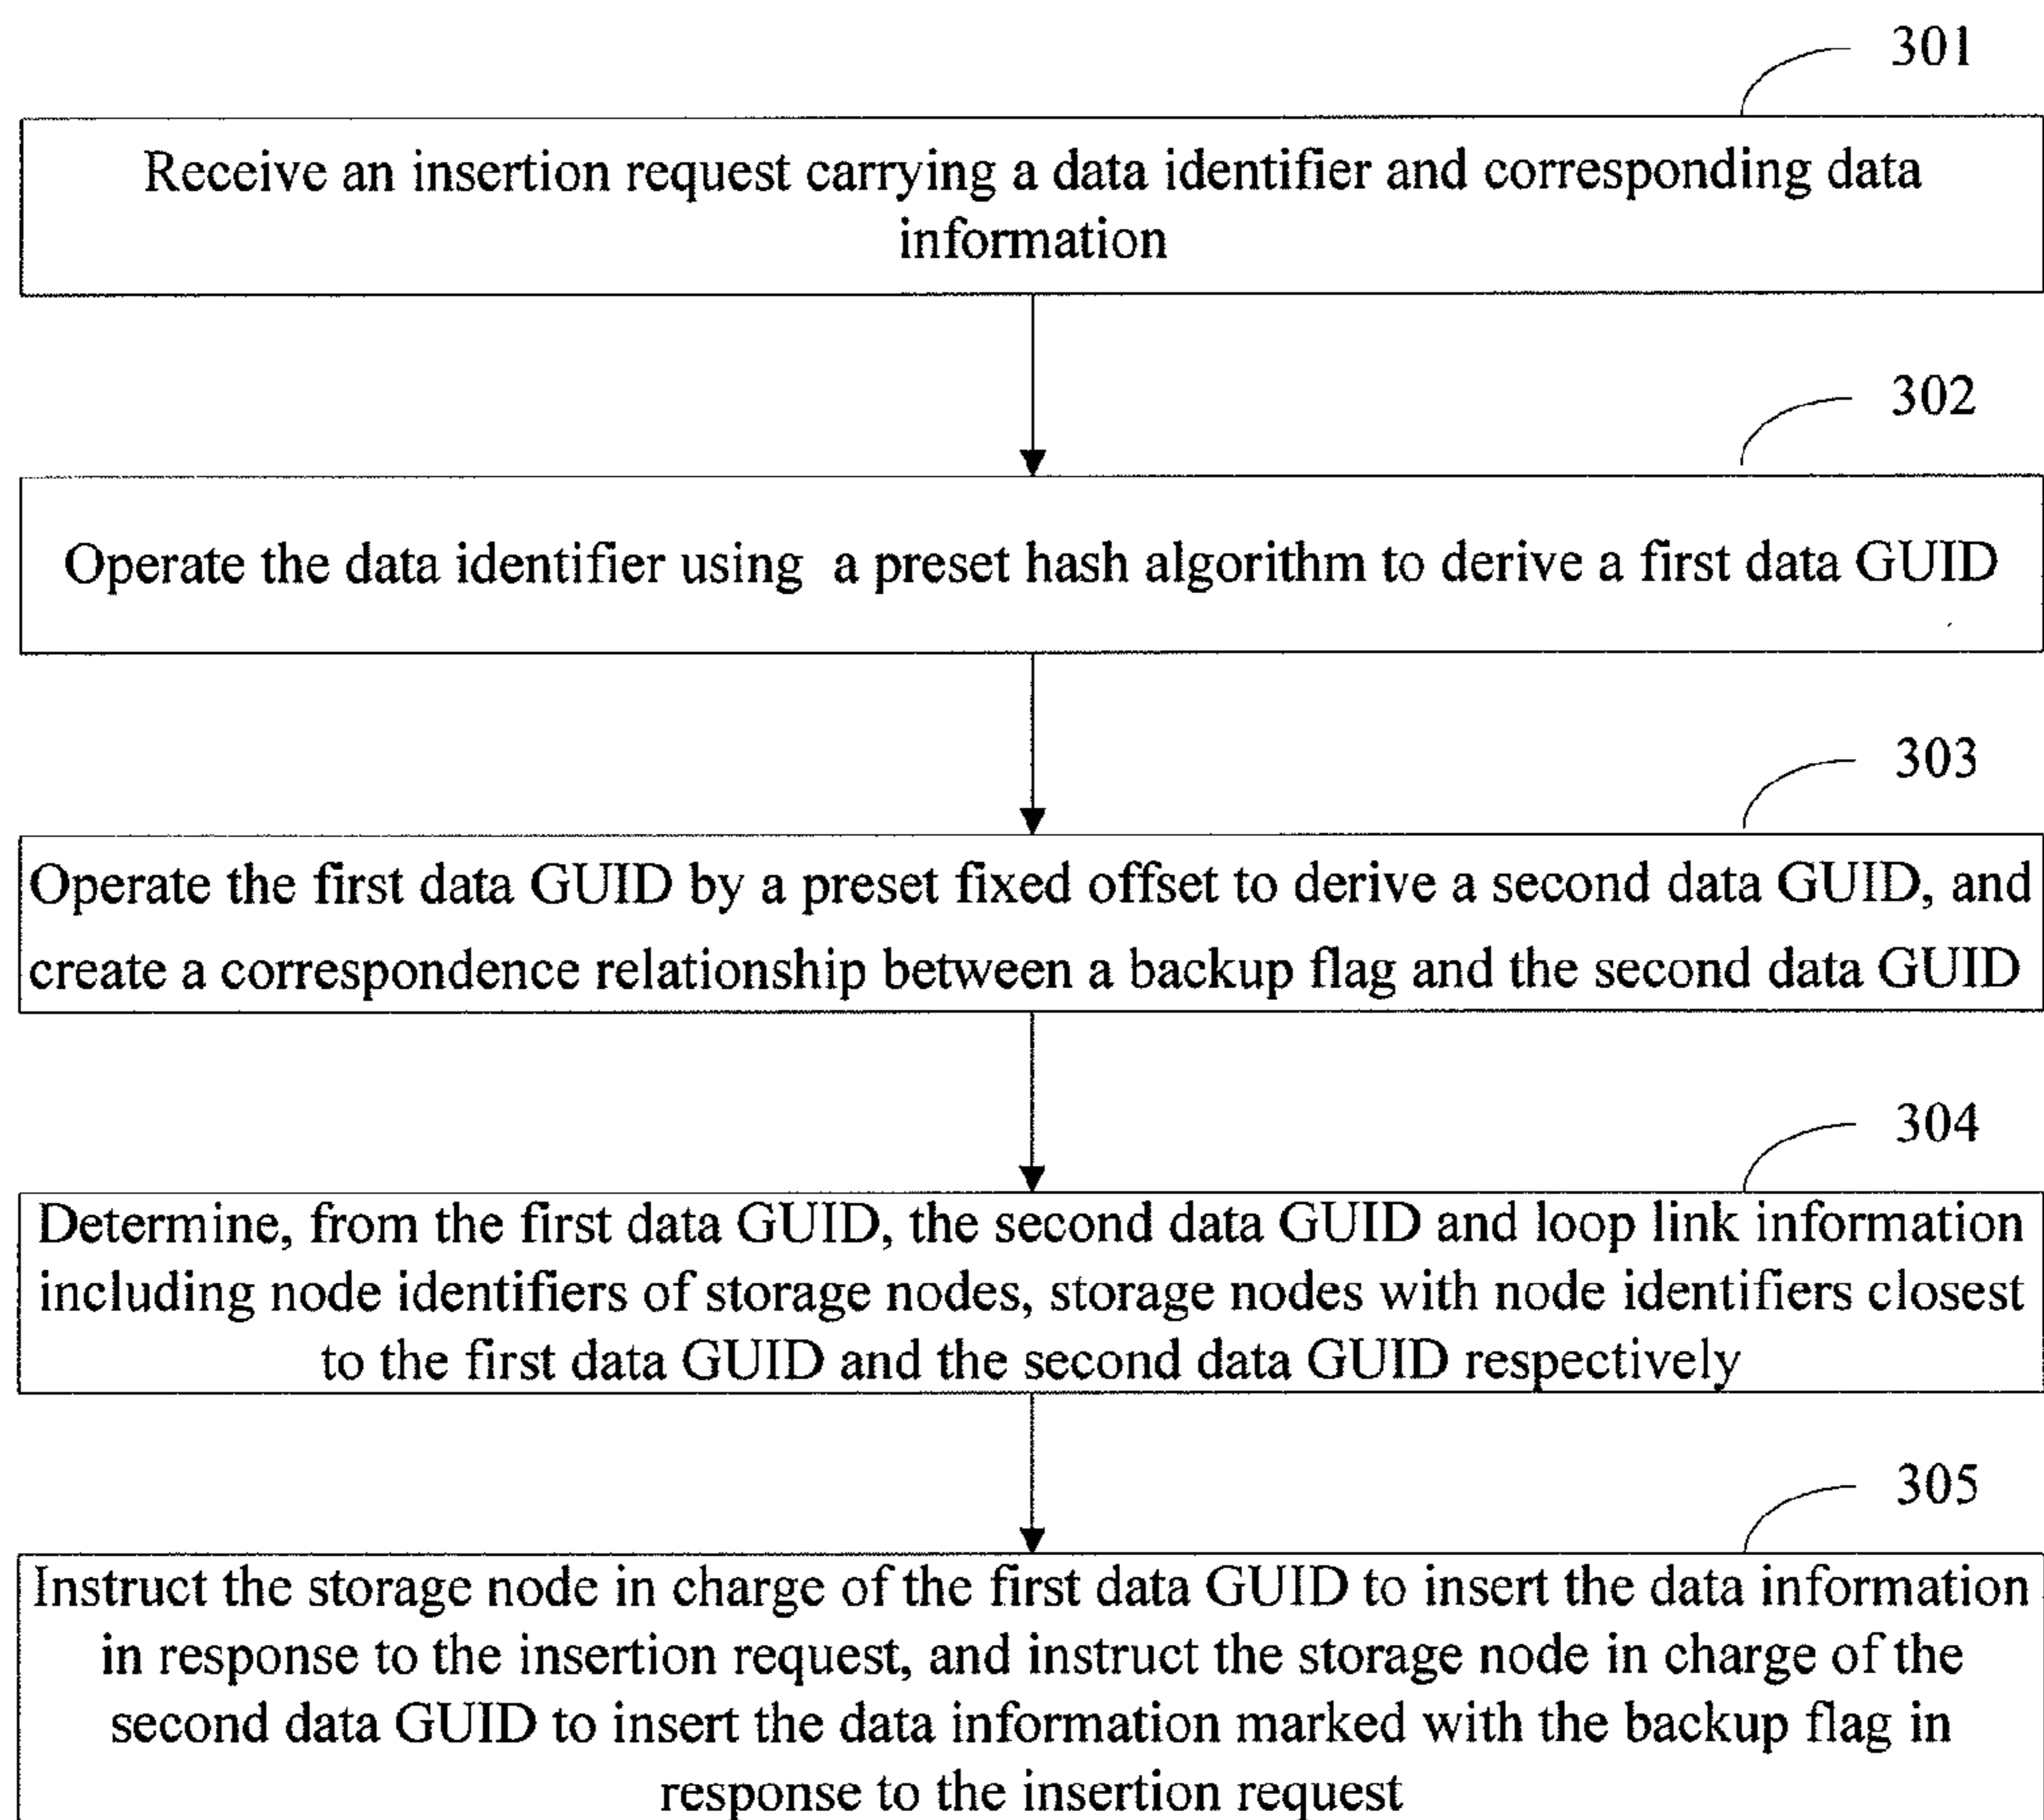 301
Receive an insertion request carrying a data identifier and corresponding data
information
302
Operate the data identifier using a preset hash algorithm to derive a first data GUID
303
Operate the first data GUID by a preset fixed offset to derive a second data GUID, and
create a correspondence relationship between a backup flag and the second data GUID
304
Determine, from the first data GUID, the second data GUID and loop link information
including node identifiers of storage nodes, storage nodes with node identifiers closest
to the first data GUID and the second data GUID respectively
305
Instruct the storage node in charge of the first data GUID to insert the data information
in response to the insertion request, and instruct the storage node in charge of the
second data GUID to insert the data information marked with the backup flag in
response to the insertion request